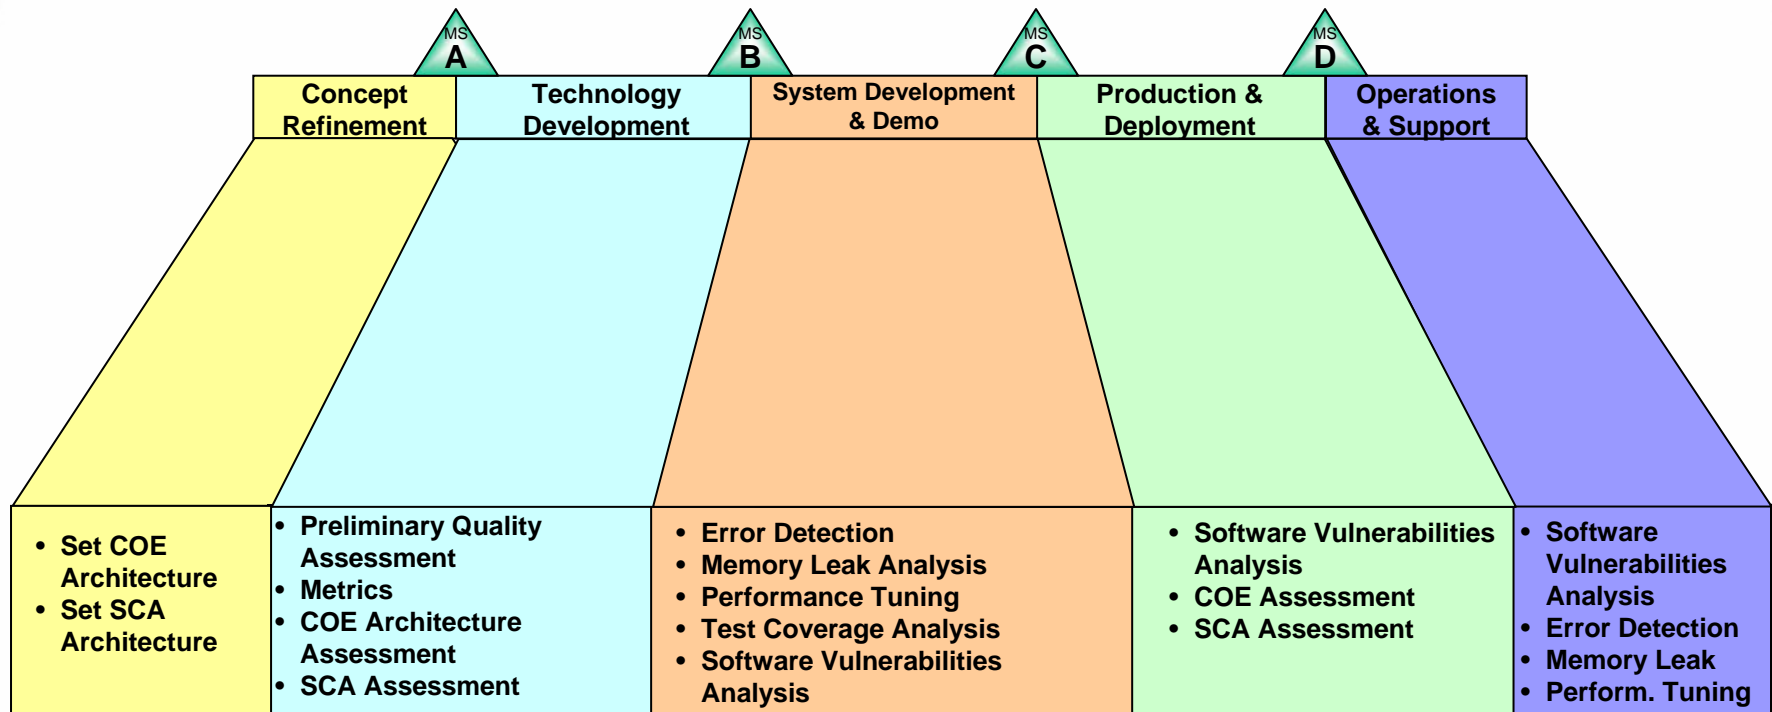 MS
A
MS
B
MS
C
MS
D
Concept
Refinement
Technology
Development
System Development
& Demo
Production &
Deployment
Operations
& Support
• Set COE
Architecture
• Set SCA
Architecture
• Preliminary Quality
Assessment
• Metrics
• COE Architecture
Assessment
• SCA Assessment
• Error Detection
• Memory Leak Analysis
• Performance Tuning
• Test Coverage Analysis
• Software Vulnerabilities
Analysis
• Software Vulnerabilities
Analysis
• COE Assessment
• SCA Assessment
• Software
Vulnerabilities
Analysis
• Error Detection
• Memory Leak
• Perform. Tuning